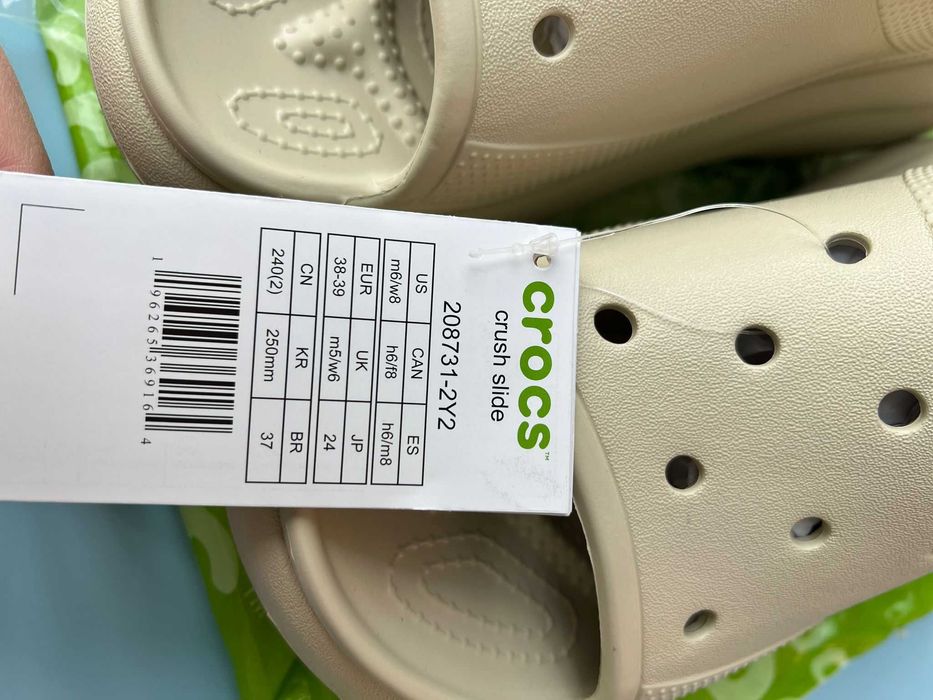 crocs™
crush slide
208731-2Y2
US CAN ES
m6/w8 h6/f8 h6/m8
EUR UK JP
38-39 m5/w6 24
CN KR BR
240(2) 250mm 37
1 96265 36916 4